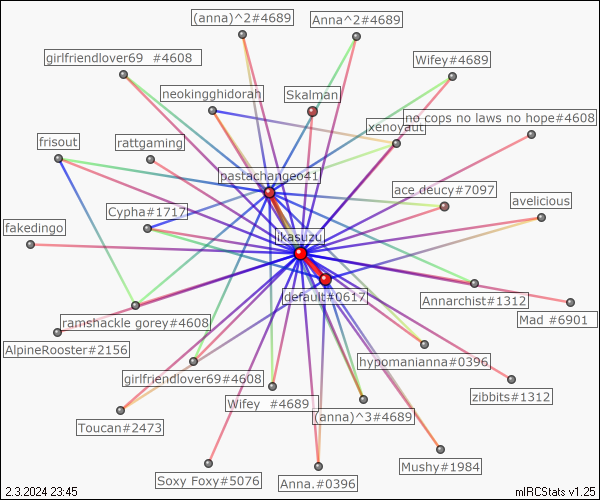 (anna)^2#4689
Anna^2#4689
girlfriendlover69 #4608
Wifey#4689
neokingghidorah
Skalman
no cops no laws no hope#4608
xenoyaut
frisout
rattgaming
pastachangeo41
ace deucy#7097
avelicious
Cypha#1717
fakedingo
ikasuzu
default#0617
Annarchist#1312
ramshackle gorey#4608
Mad #6901
AlpineRooster#2156
hypomanianna#0396
girlfriendlover69#4608
zibbits#1312
Wifey #4689
(anna)^3#4689
Toucan#2473
Mushy#1984
Soxy Foxy#5076
Anna.#0396
2.3.2024 23:45
mIRCStats v1.25